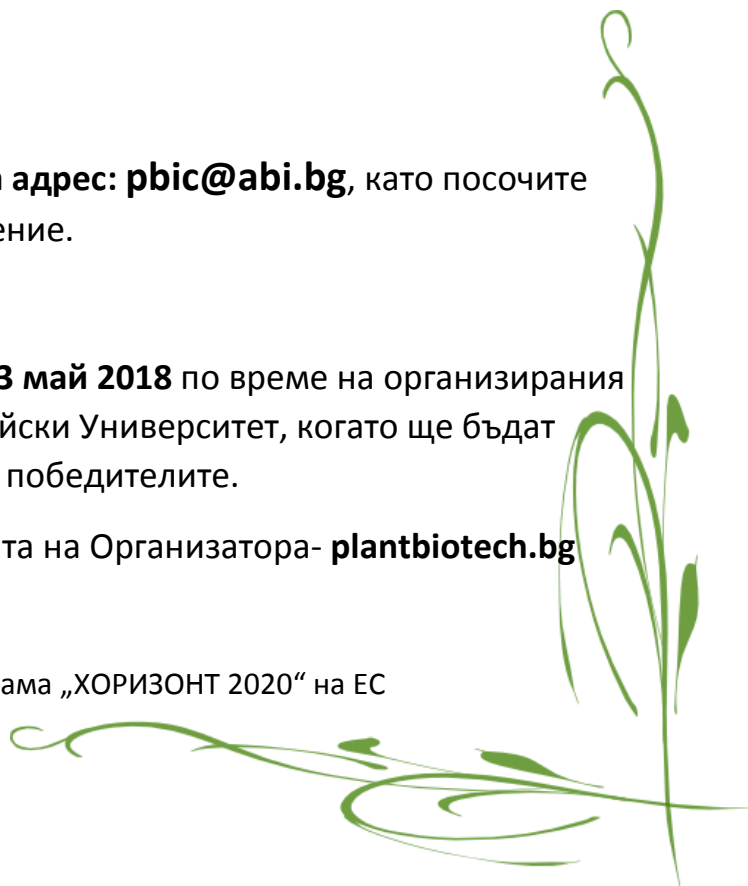 адрес: pbic@abi.bg, като посочите
ение.
3 май 2018 по време на организирания
йски Университет, когато ще бъдат
победителите.
та на Организатора- plantbiotech.bg
ама „ХОРИЗОНТ 2020“ на ЕС